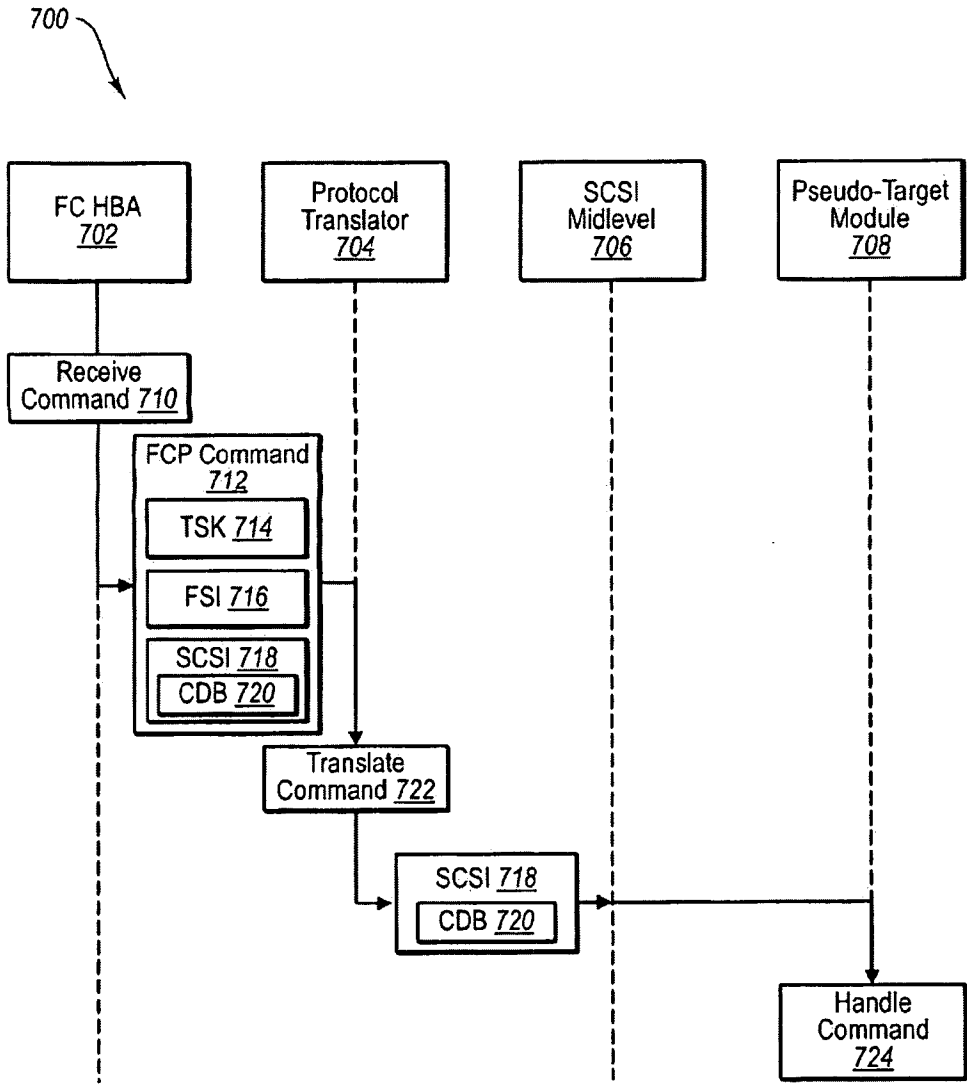 700
FC HBA
702
Protocol
Translator
704
SCSI
Midlevel
706
Pseudo-Target
Module
708
Receive
Command 710
FCP Command
712
TSK 714
FSI 716
SCSI 718
CDB 720
Translate
Command 722
SCSI 718
CDB 720
Handle
Command
724